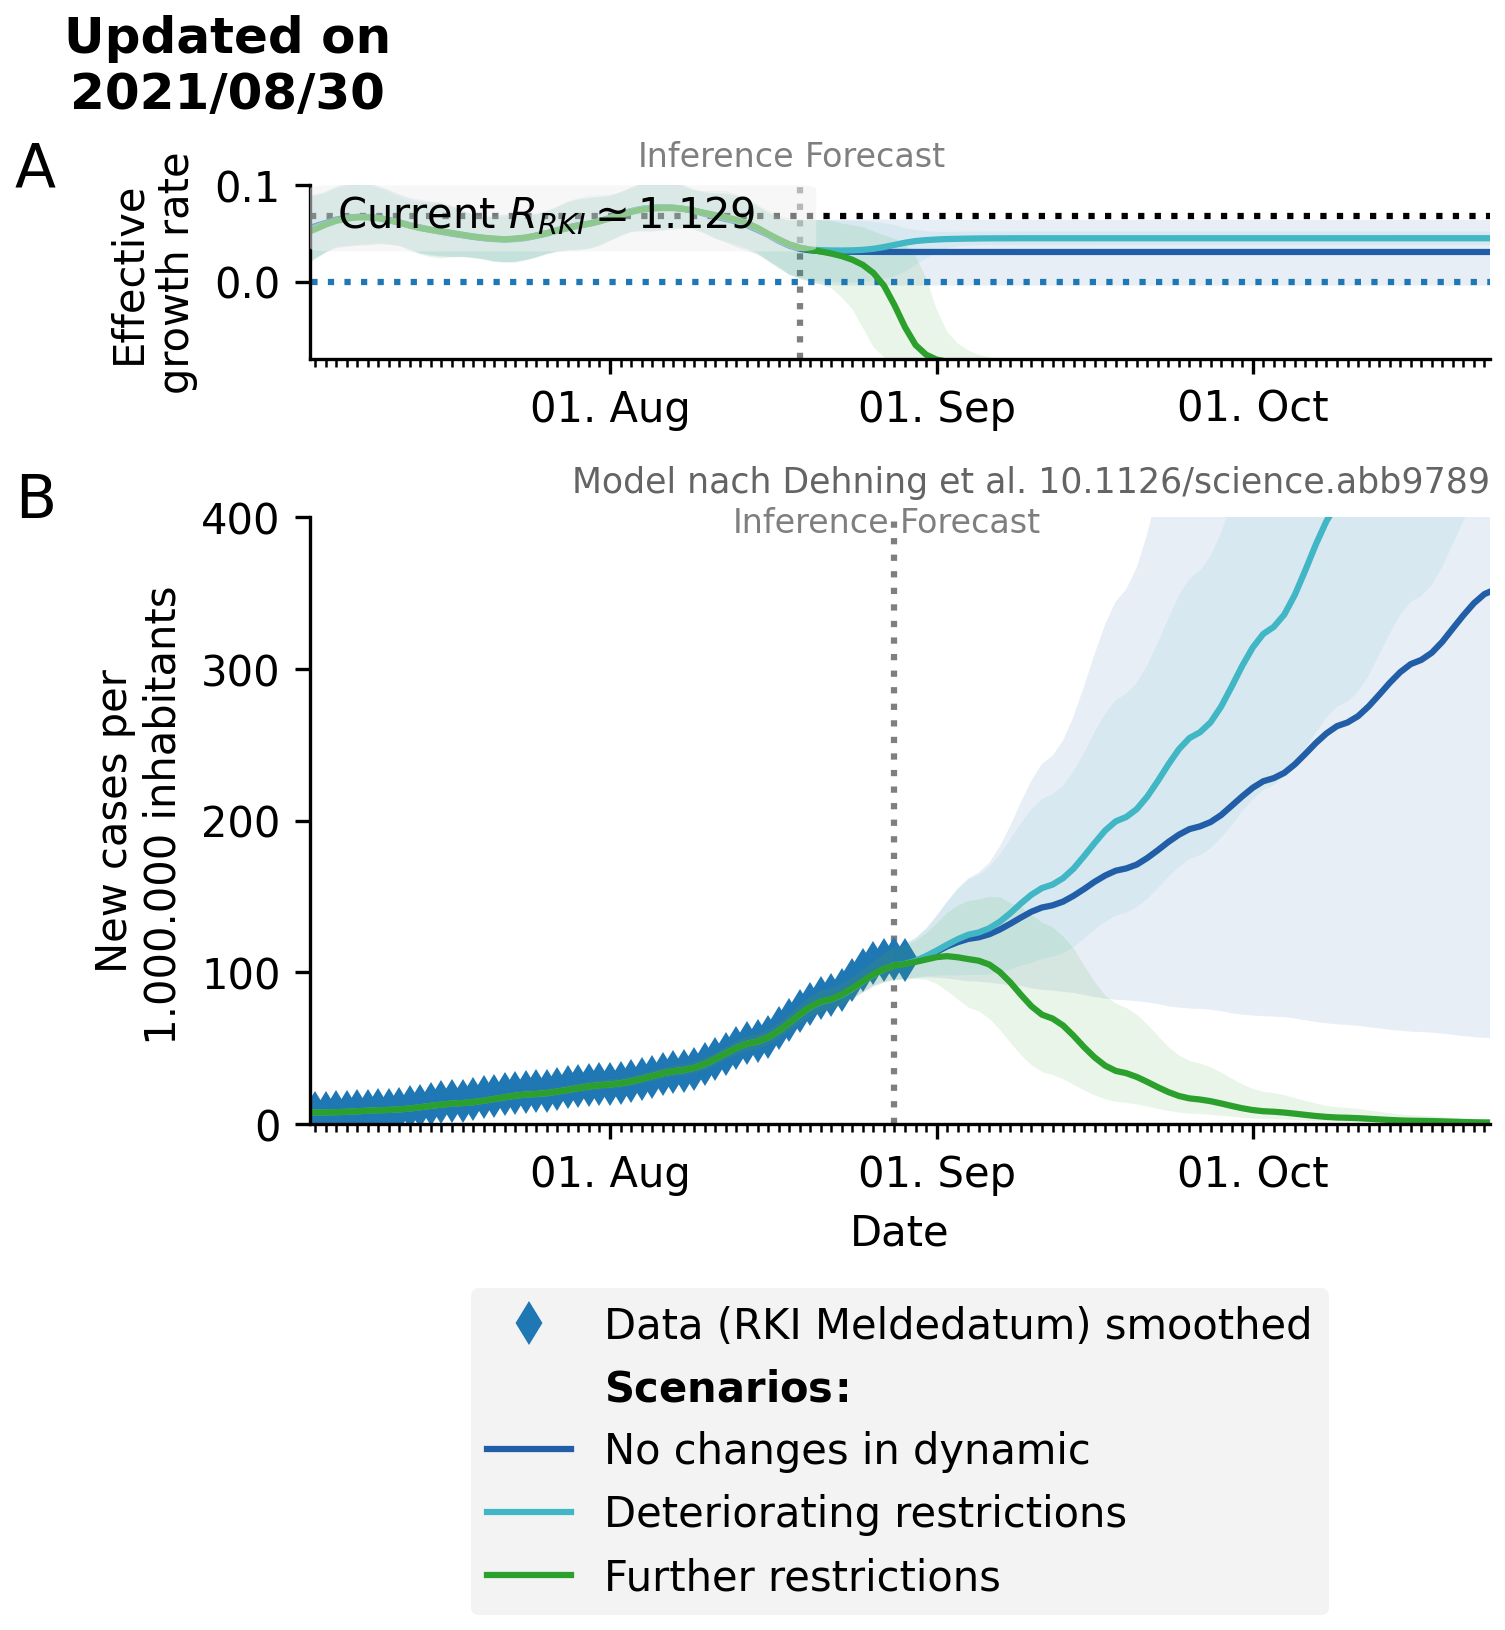 Updated on
2021/08/30
A
Inference Forecast
Effective
growth rate
0.1
0.0
Current R_RKI ≃ 1.129
01. Aug
01. Sep
01. Oct
B
Model nach Dehning et al. 10.1126/science.abb9789
Inference Forecast
New cases per
1.000.000 inhabitants
400
300
200
100
0
01. Aug
01. Sep
01. Oct
Date
Data (RKI Meldedatum) smoothed
Scenarios:
No changes in dynamic
Deteriorating restrictions
Further restrictions